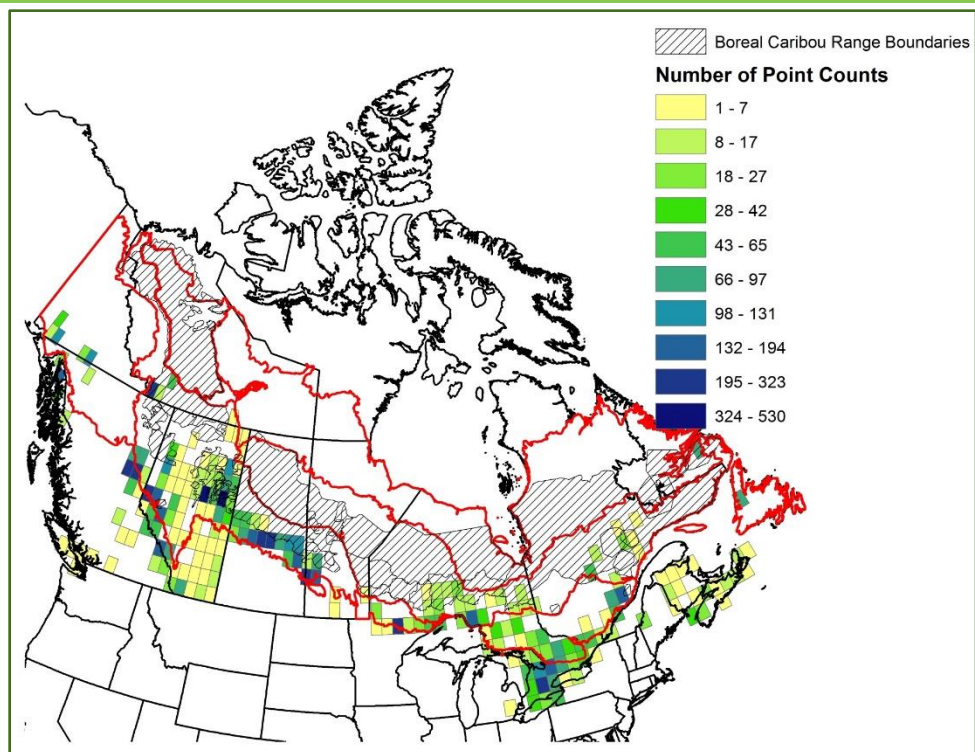 Boreal Caribou Range Boundaries
Number of Point Counts
1 - 7
8 - 17
18 - 27
28 - 42
43 - 65
66 - 97
98 - 131
132 - 194
195 - 323
324 - 530